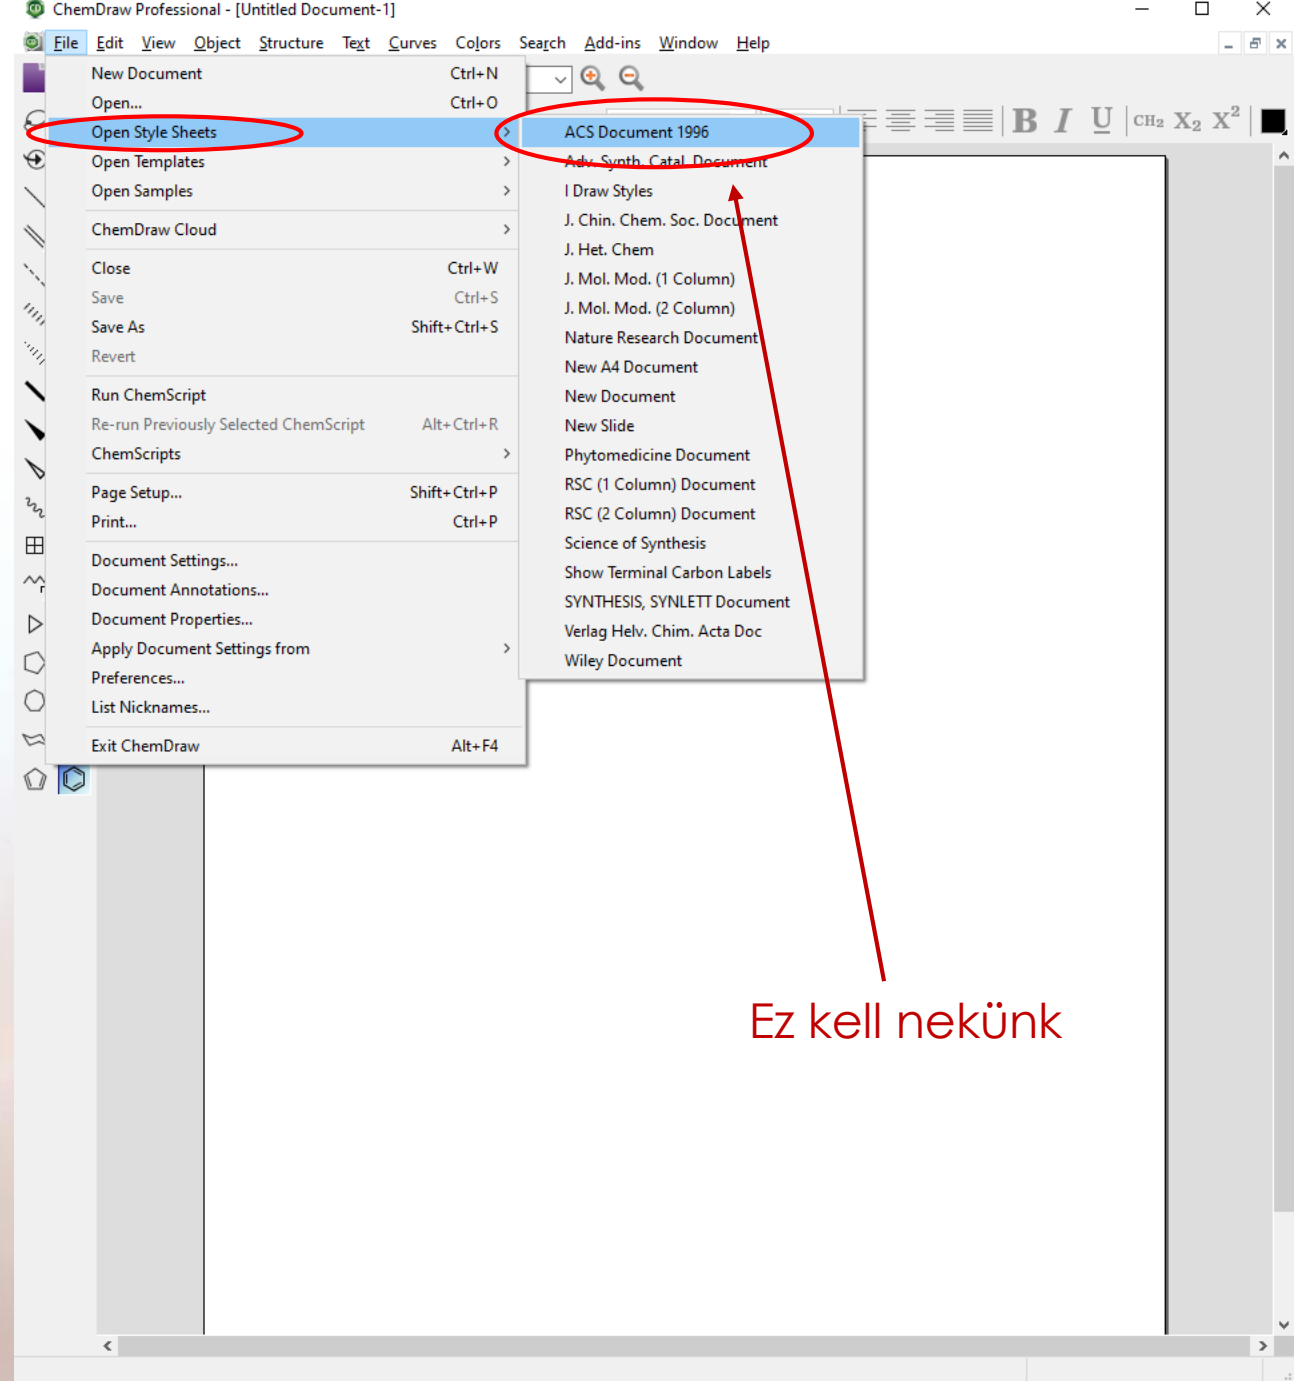 ChemDraw Professional - [Untitled Document-1]
File Edit View Object Structure Text Curves Colors Search Add-ins Window Help
New Document Ctrl+N
Open... Ctrl+O
Open Style Sheets
Open Templates
Open Samples
ChemDraw Cloud
Close Ctrl+W
Save Ctrl+S
Save As Shift+Ctrl+S
Revert
Run ChemScript
Re-run Previously Selected ChemScript Alt+Ctrl+R
ChemScripts
Page Setup... Shift+Ctrl+P
Print... Ctrl+P
Document Settings...
Document Annotations...
Document Properties...
Apply Document Settings from
Preferences...
List Nicknames...
Exit ChemDraw Alt+F4
ACS Document 1996
Adv. Synth. Catal. Document
I Draw Styles
J. Chin. Chem. Soc. Document
J. Het. Chem
J. Mol. Mod. (1 Column)
J. Mol. Mod. (2 Column)
Nature Research Document
New A4 Document
New Document
New Slide
Phytomedicine Document
RSC (1 Column) Document
RSC (2 Column) Document
Science of Synthesis
Show Terminal Carbon Labels
SYNTHESIS, SYNLETT Document
Verlag Helv. Chim. Acta Doc
Wiley Document
B I U CH₂ X₂ X²
Ez kell nekünk